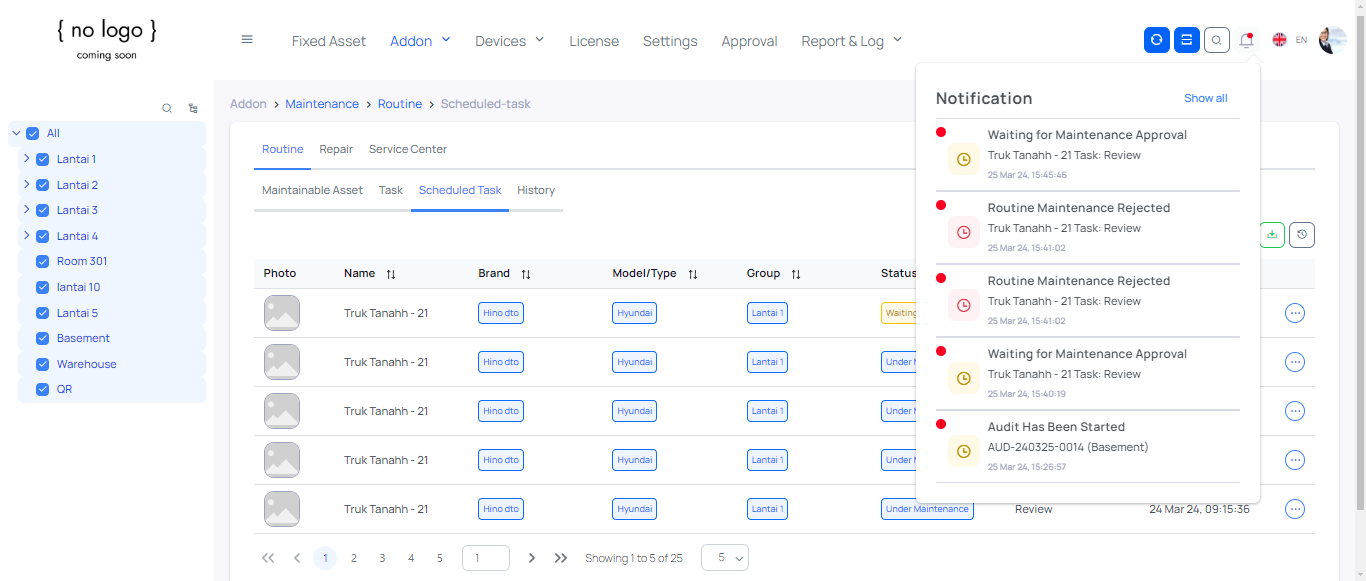 { no logo }
coming soon
Fixed Asset Addon Devices License Settings Approval Report & Log EN
Addon > Maintenance > Routine > Scheduled-task
All
Lantai 1
Lantai 2
Lantai 3
Lantai 4
Room 301
lantai 10
Lantai 5
Basement
Warehouse
QR
Routine Repair Service Center
Maintainable Asset Task Scheduled Task History
Photo Name Brand Model/Type Group Status
Truk Tanahh - 21 Hino dto Hyundai Lantai 1 Waiting
Truk Tanahh - 21 Hino dto Hyundai Lantai 1 Under
Truk Tanahh - 21 Hino dto Hyundai Lantai 1 Under
Truk Tanahh - 21 Hino dto Hyundai Lantai 1 Under
Truk Tanahh - 21 Hino dto Hyundai Lantai 1 Under Maintenance Review 24 Mar 24, 09:15:36
1 2 3 4 5 1 Showing 1 to 5 of 25 5
Notification Show all
Waiting for Maintenance Approval
Truk Tanahh - 21 Task: Review
25 Mar 24, 15:45:46
Routine Maintenance Rejected
Truk Tanahh - 21 Task: Review
25 Mar 24, 15:41:02
Routine Maintenance Rejected
Truk Tanahh - 21 Task: Review
25 Mar 24, 15:41:02
Waiting for Maintenance Approval
Truk Tanahh - 21 Task: Review
25 Mar 24, 15:40:19
Audit Has Been Started
AUD-240325-0014 (Basement)
25 Mar 24, 15:26:57